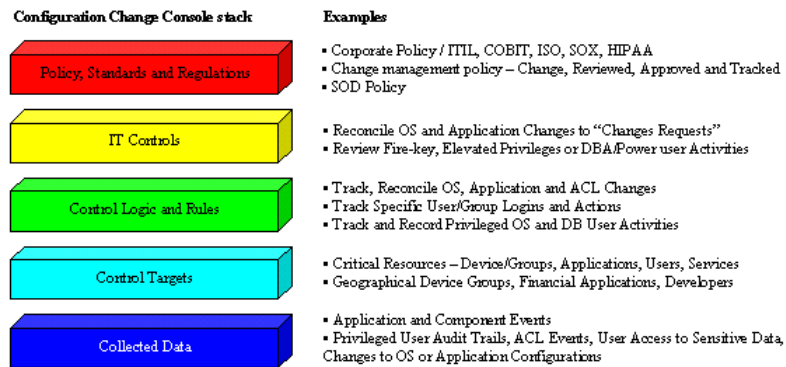 Configuration Change Console stack
Examples
Policy, Standards and Regulations
▪ Corporate Policy / ITIL, COBIT, ISO, SOX, HIPAA
▪ Change management policy – Change, Reviewed, Approved and Tracked
▪ SOD Policy
IT Controls
▪ Reconcile OS and Application Changes to “Changes Requests”
▪ Review Fire-key, Elevated Privileges or DBA/Power user Activities
Control Logic and Rules
▪ Track, Reconcile OS, Application and ACL Changes
▪ Track Specific User/Group Logins and Actions
▪ Track and Record Privileged OS and DB User Activities
Control Targets
▪ Critical Resources – Device/Groups, Applications, Users, Services
▪ Geographical Device Groups, Financial Applications, Developers
Collected Data
▪ Application and Component Events
▪ Privileged User Audit Trails, ACL Events, User Access to Sensitive Data,
Changes to OS or Application Configurations